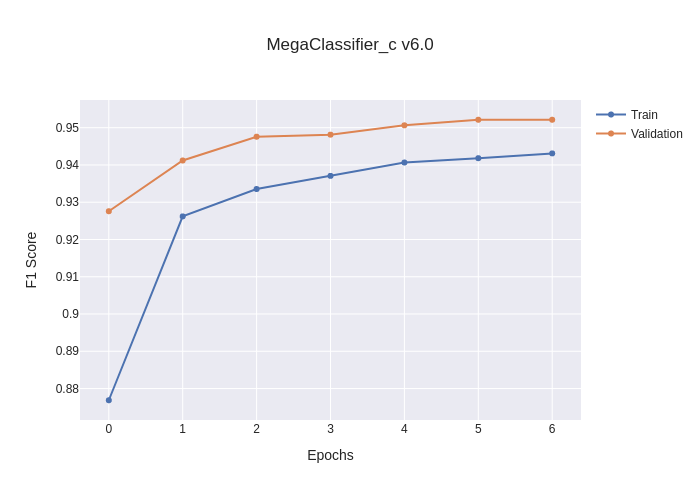 MegaClassifier_c v6.0
Train
Validation
F1 Score
0.95
0.94
0.93
0.92
0.91
0.9
0.89
0.88
0 1 2 3 4 5 6
Epochs